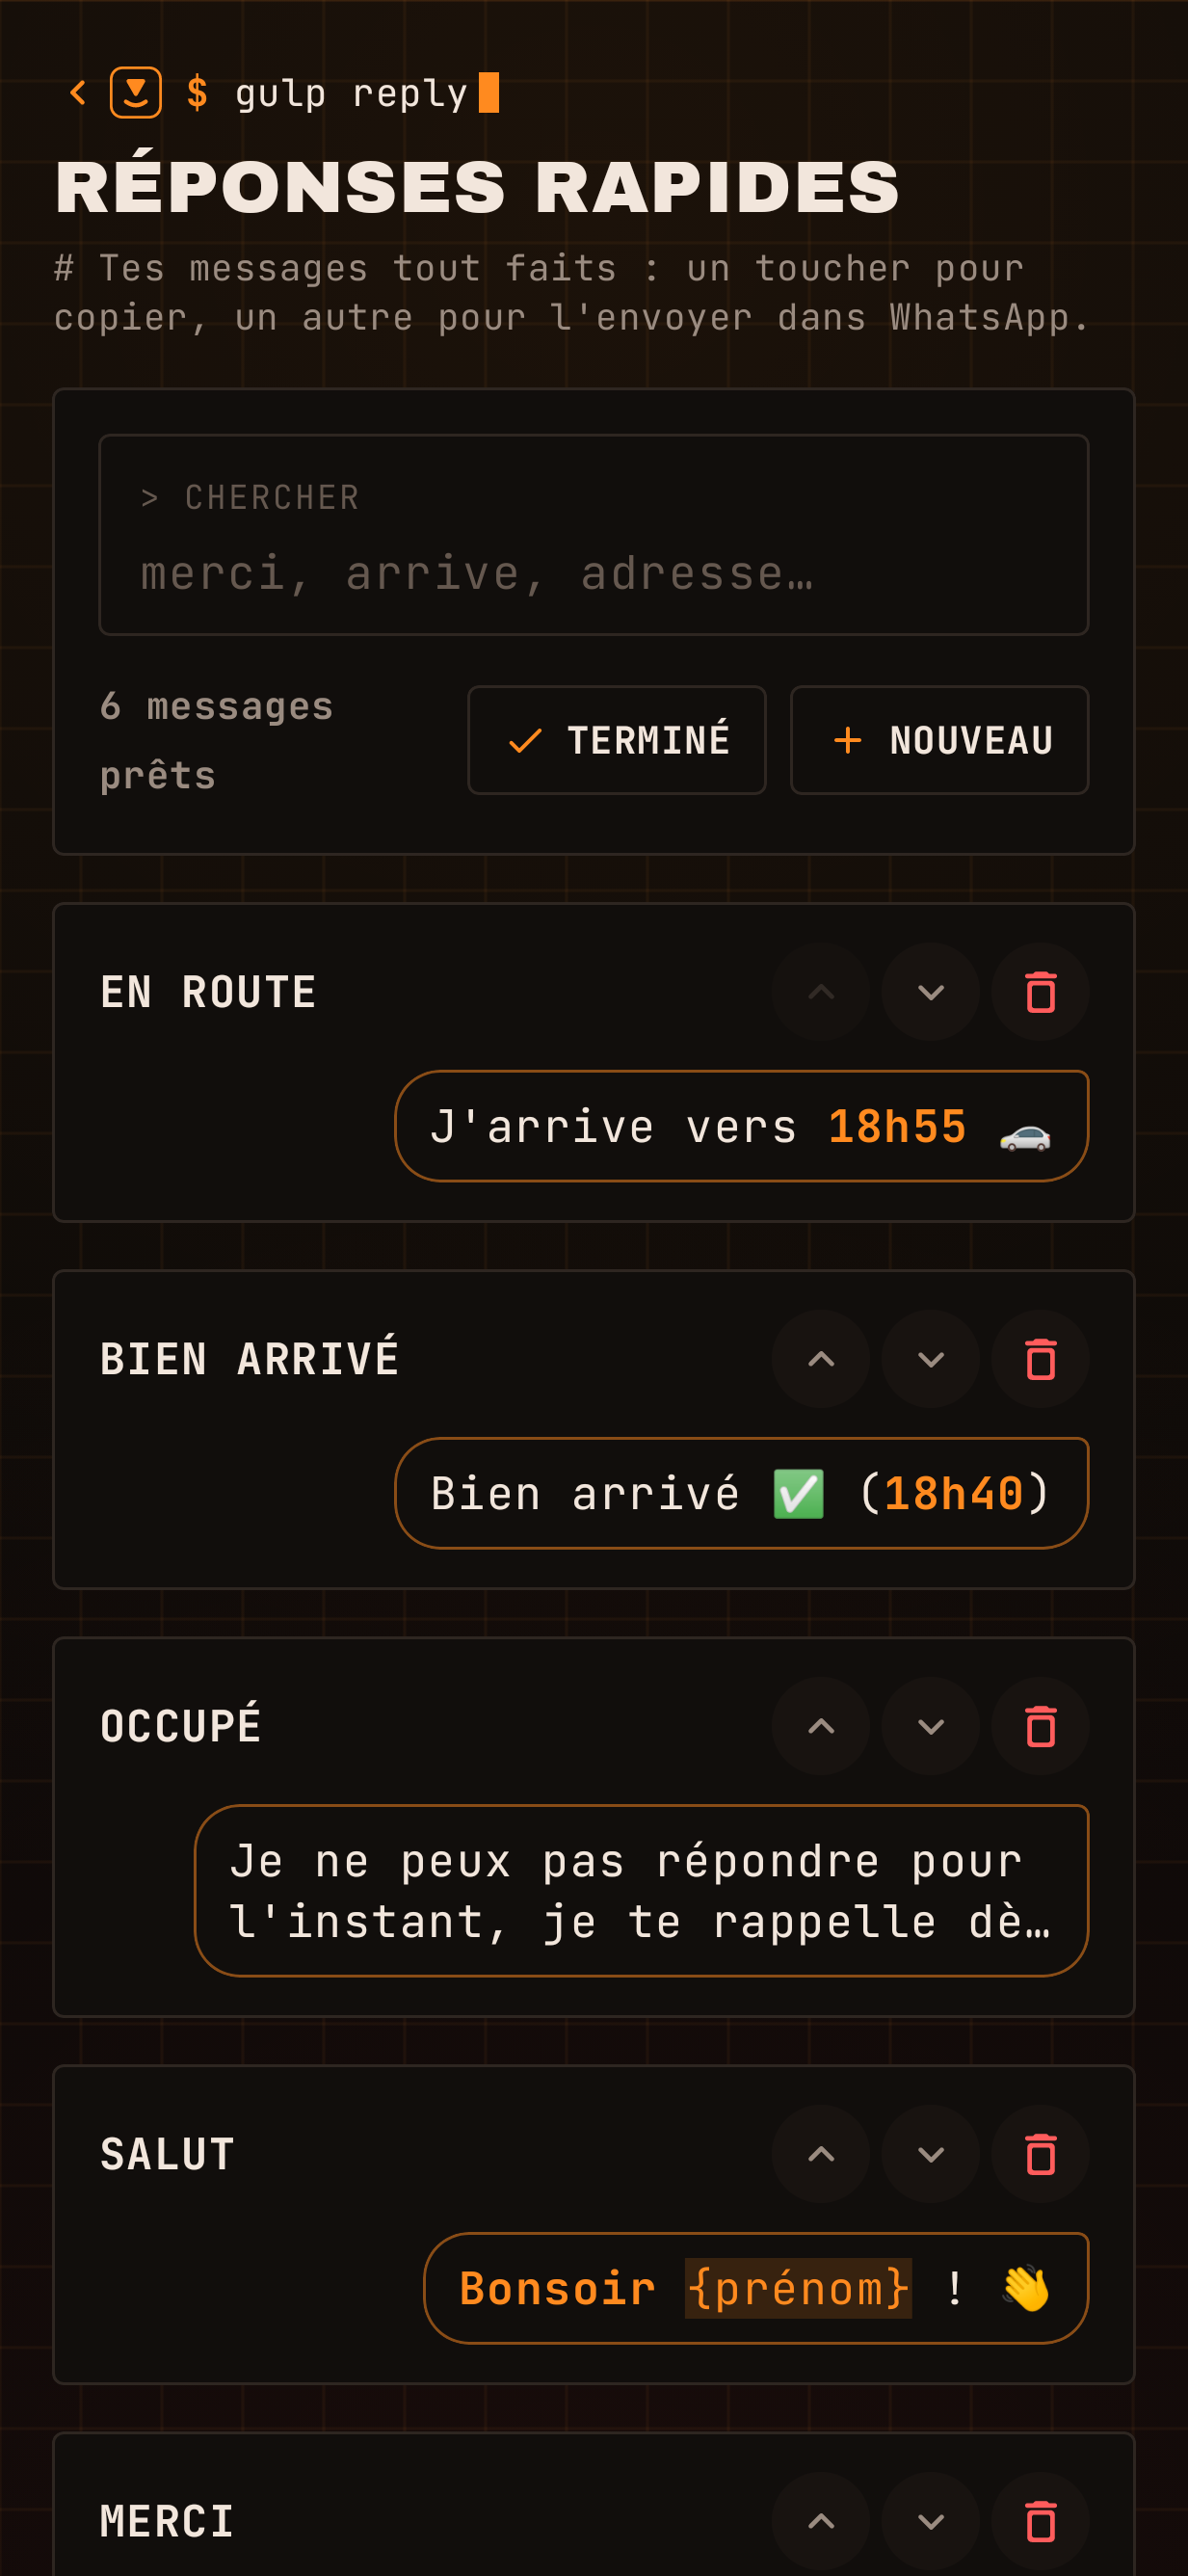 $ gulp reply
RÉPONSES RAPIDES
# Tes messages tout faits : un toucher pour
copier, un autre pour l'envoyer dans WhatsApp.
> CHERCHER
merci, arrive, adresse…
6 messages
prêts
TERMINÉ
NOUVEAU
EN ROUTE
J'arrive vers 18h55 🚗
BIEN ARRIVÉ
Bien arrivé ✅ (18h40)
OCCUPÉ
Je ne peux pas répondre pour
l'instant, je te rappelle dè…
SALUT
Bonsoir {prénom} ! 👋
MERCI